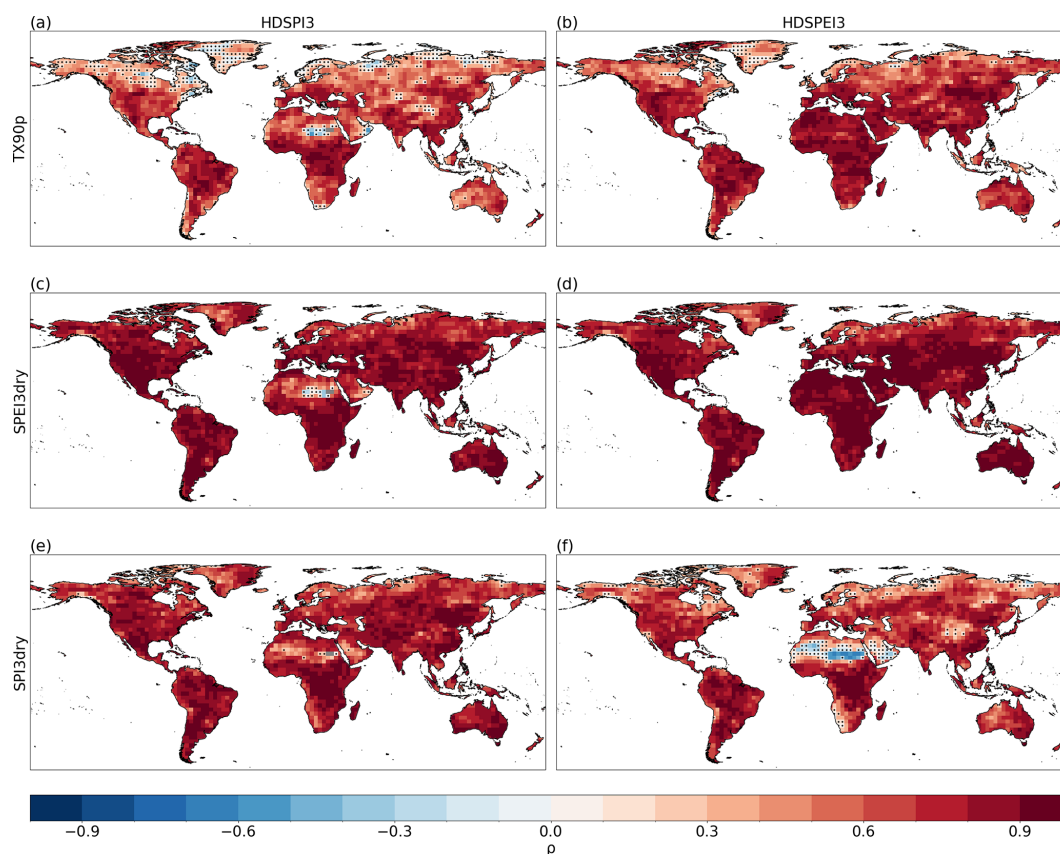 (a) HDSPI3 (b) HDSPEI3
TX90p
(c) (d)
SPEI3dry
(e) (f)
SPI3dry
−0.9 −0.6 −0.3 0.0 0.3 0.6 0.9
ρ